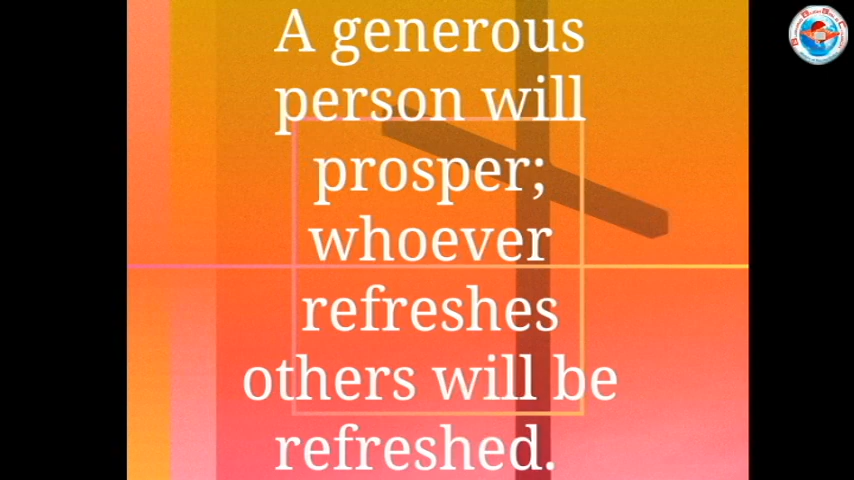 A generous
person will
prosper;
whoever
refreshes
others will be
refreshed.